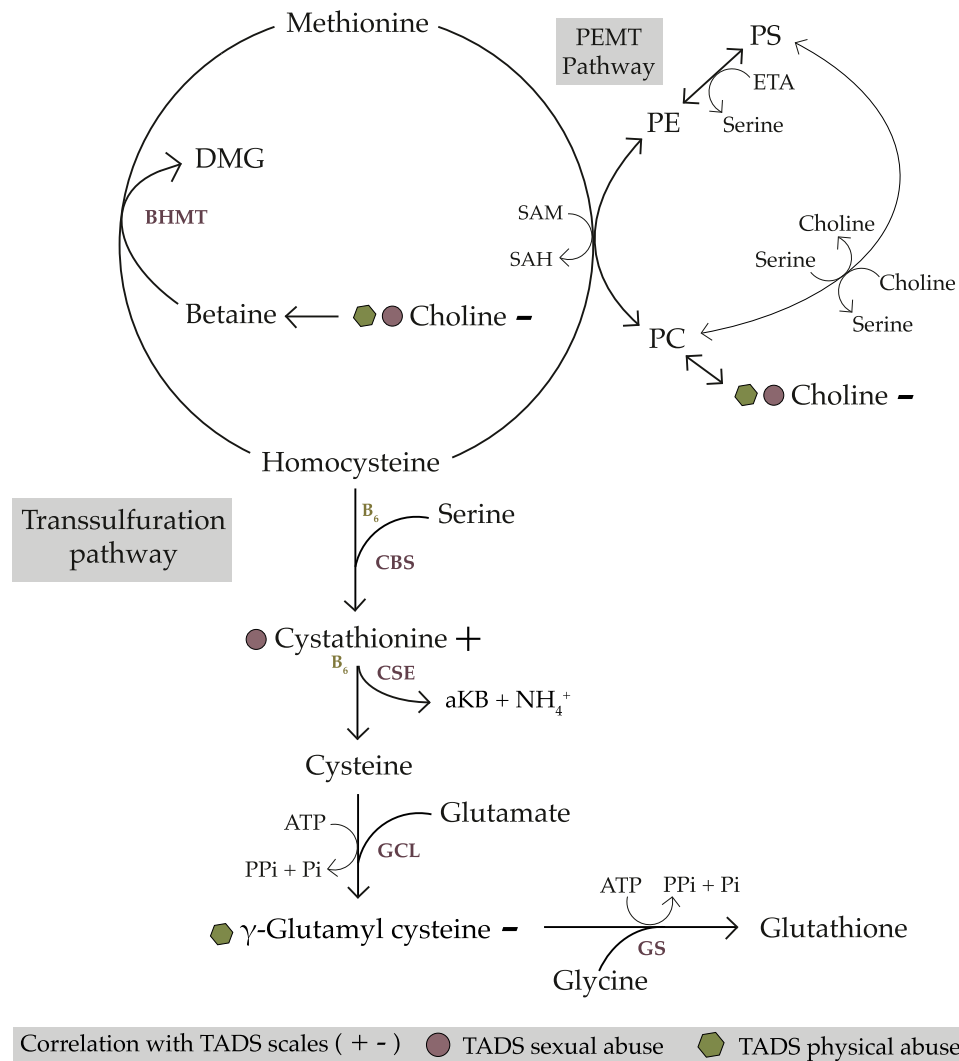 Methionine
PEMT
Pathway
PS
ETA
Serine
PE
DMG
BHMT
SAM
SAH
Choline
Serine
Choline
Serine
Betaine
Choline -
PC
Choline -
Homocysteine
Transsulfuration
pathway
B₆
Serine
CBS
Cystathionine +
B₆
CSE
aKB + NH₄⁺
Cysteine
ATP
Glutamate
GCL
PPi + Pi
γ-Glutamyl cysteine -
ATP
PPi + Pi
GS
Glutathione
Glycine
Correlation with TADS scales ( + - )
TADS sexual abuse
TADS physical abuse